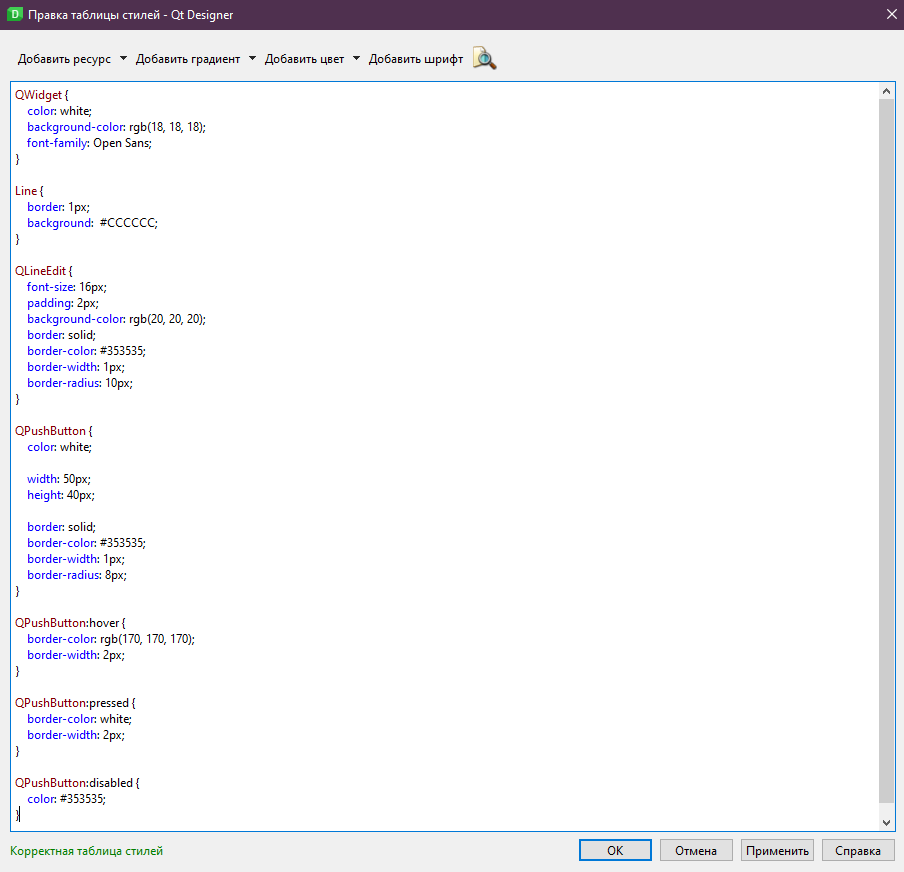 Правка таблицы стилей - Qt Designer
Добавить ресурс Добавить градиент Добавить цвет Добавить шрифт
QWidget {
    color: white;
    background-color: rgb(18, 18, 18);
    font-family: Open Sans;
}

Line {
    border: 1px;
    background:  #CCCCCC;
}

QLineEdit {
    font-size: 16px;
    padding: 2px;
    background-color: rgb(20, 20, 20);
    border: solid;
    border-color: #353535;
    border-width: 1px;
    border-radius: 10px;
}

QPushButton {
    color: white;

    width: 50px;
    height: 40px;

    border: solid;
    border-color: #353535;
    border-width: 1px;
    border-radius: 8px;
}

QPushButton:hover {
    border-color: rgb(170, 170, 170);
    border-width: 2px;
}

QPushButton:pressed {
    border-color: white;
    border-width: 2px;
}

QPushButton:disabled {
    color: #353535;
}
Корректная таблица стилей OK Отмена Применить Справка